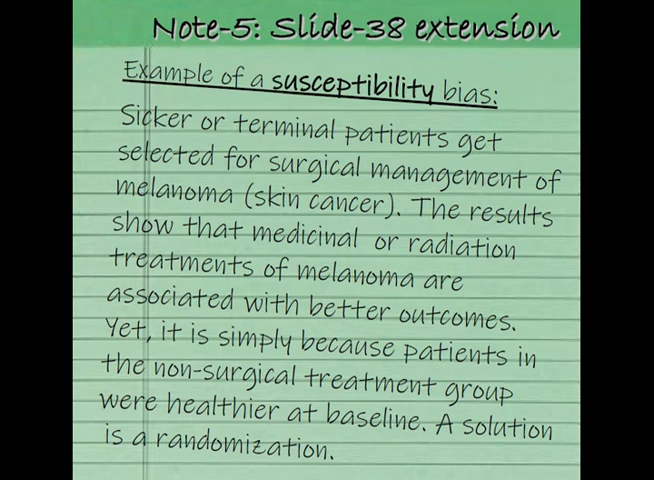 Note-5: Slide-38 extension
Example of a susceptibility bias:
Sicker or terminal patients get
selected for surgical management of
melanoma (skin cancer). The results
show that medicinal or radiation
treatments of melanoma are
associated with better outcomes.
Yet, it is simply because patients in
the non-surgical treatment group
were healthier at baseline. A solution
is a randomization.